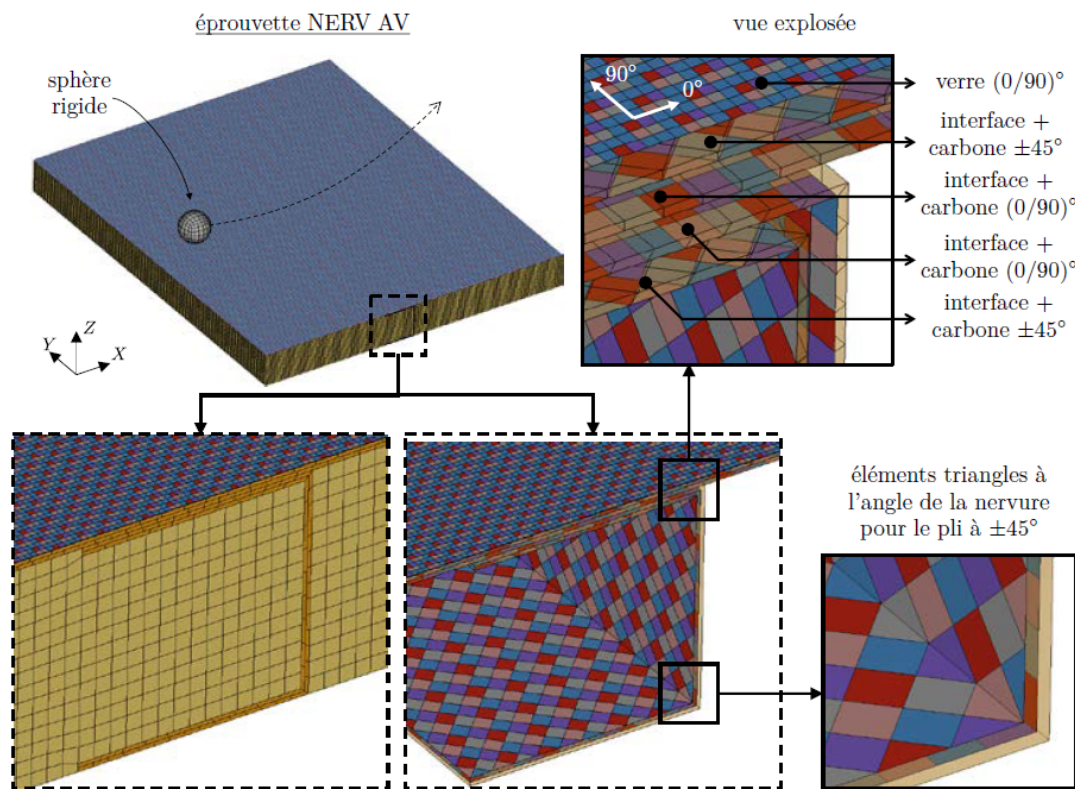 éprouvette NERV AV
vue explosée
sphère
rigide
90°
0°
verre (0/90)°
interface +
carbone ±45°
interface +
carbone (0/90)°
interface +
carbone (0/90)°
interface +
carbone ±45°
Z
Y
X
éléments triangles à
l'angle de la nervure
pour le pli à ±45°